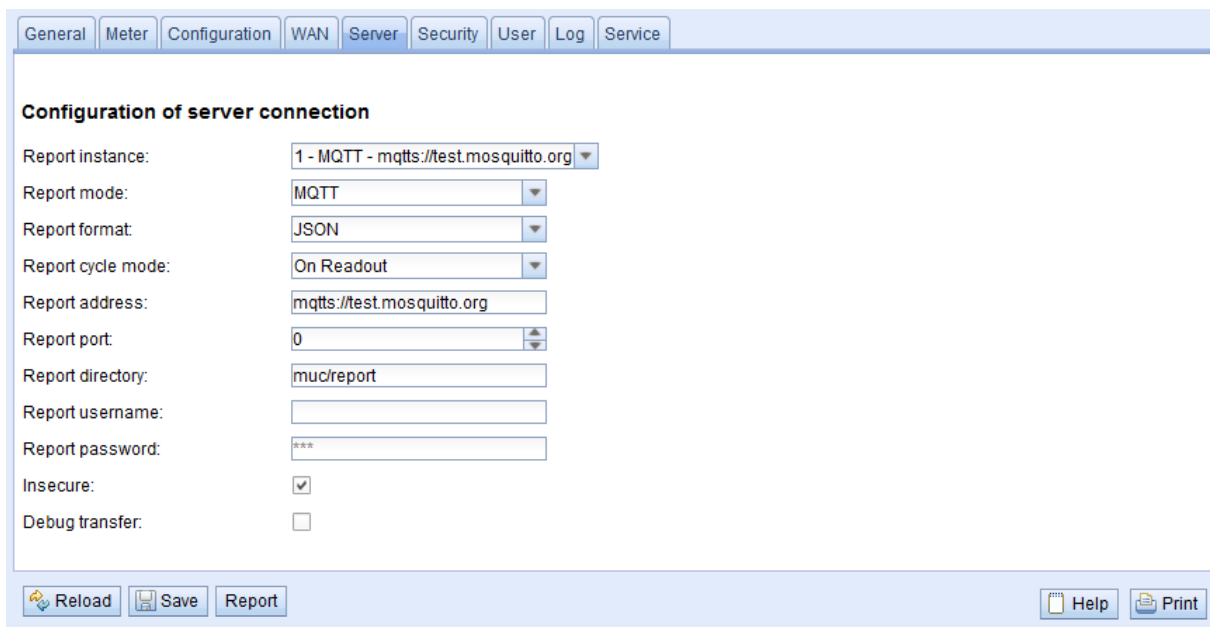 General Meter Configuration WAN Server Security User Log Service
Configuration of server connection
Report instance: 1 - MQTT - mqtts://test.mosquitto.org
Report mode: MQTT
Report format: JSON
Report cycle mode: On Readout
Report address: mqtts://test.mosquitto.org
Report port: 0
Report directory: muc/report
Report username:
Report password: ***
Insecure:
Debug transfer:
Reload Save Report Help Print